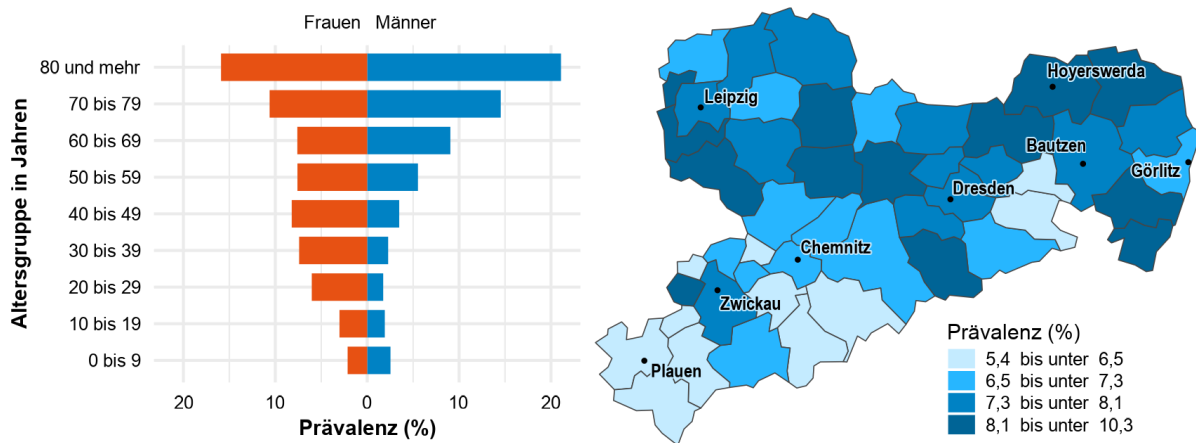 Frauen Männer
Altersgruppe in Jahren
80 und mehr
70 bis 79
60 bis 69
50 bis 59
40 bis 49
30 bis 39
20 bis 29
10 bis 19
0 bis 9
20 10 0 10 20
Prävalenz (%)
Hoyerswerda
Leipzig
Bautzen
Görlitz
Dresden
Chemnitz
Zwickau
Plauen
Prävalenz (%)
5,4 bis unter 6,5
6,5 bis unter 7,3
7,3 bis unter 8,1
8,1 bis unter 10,3